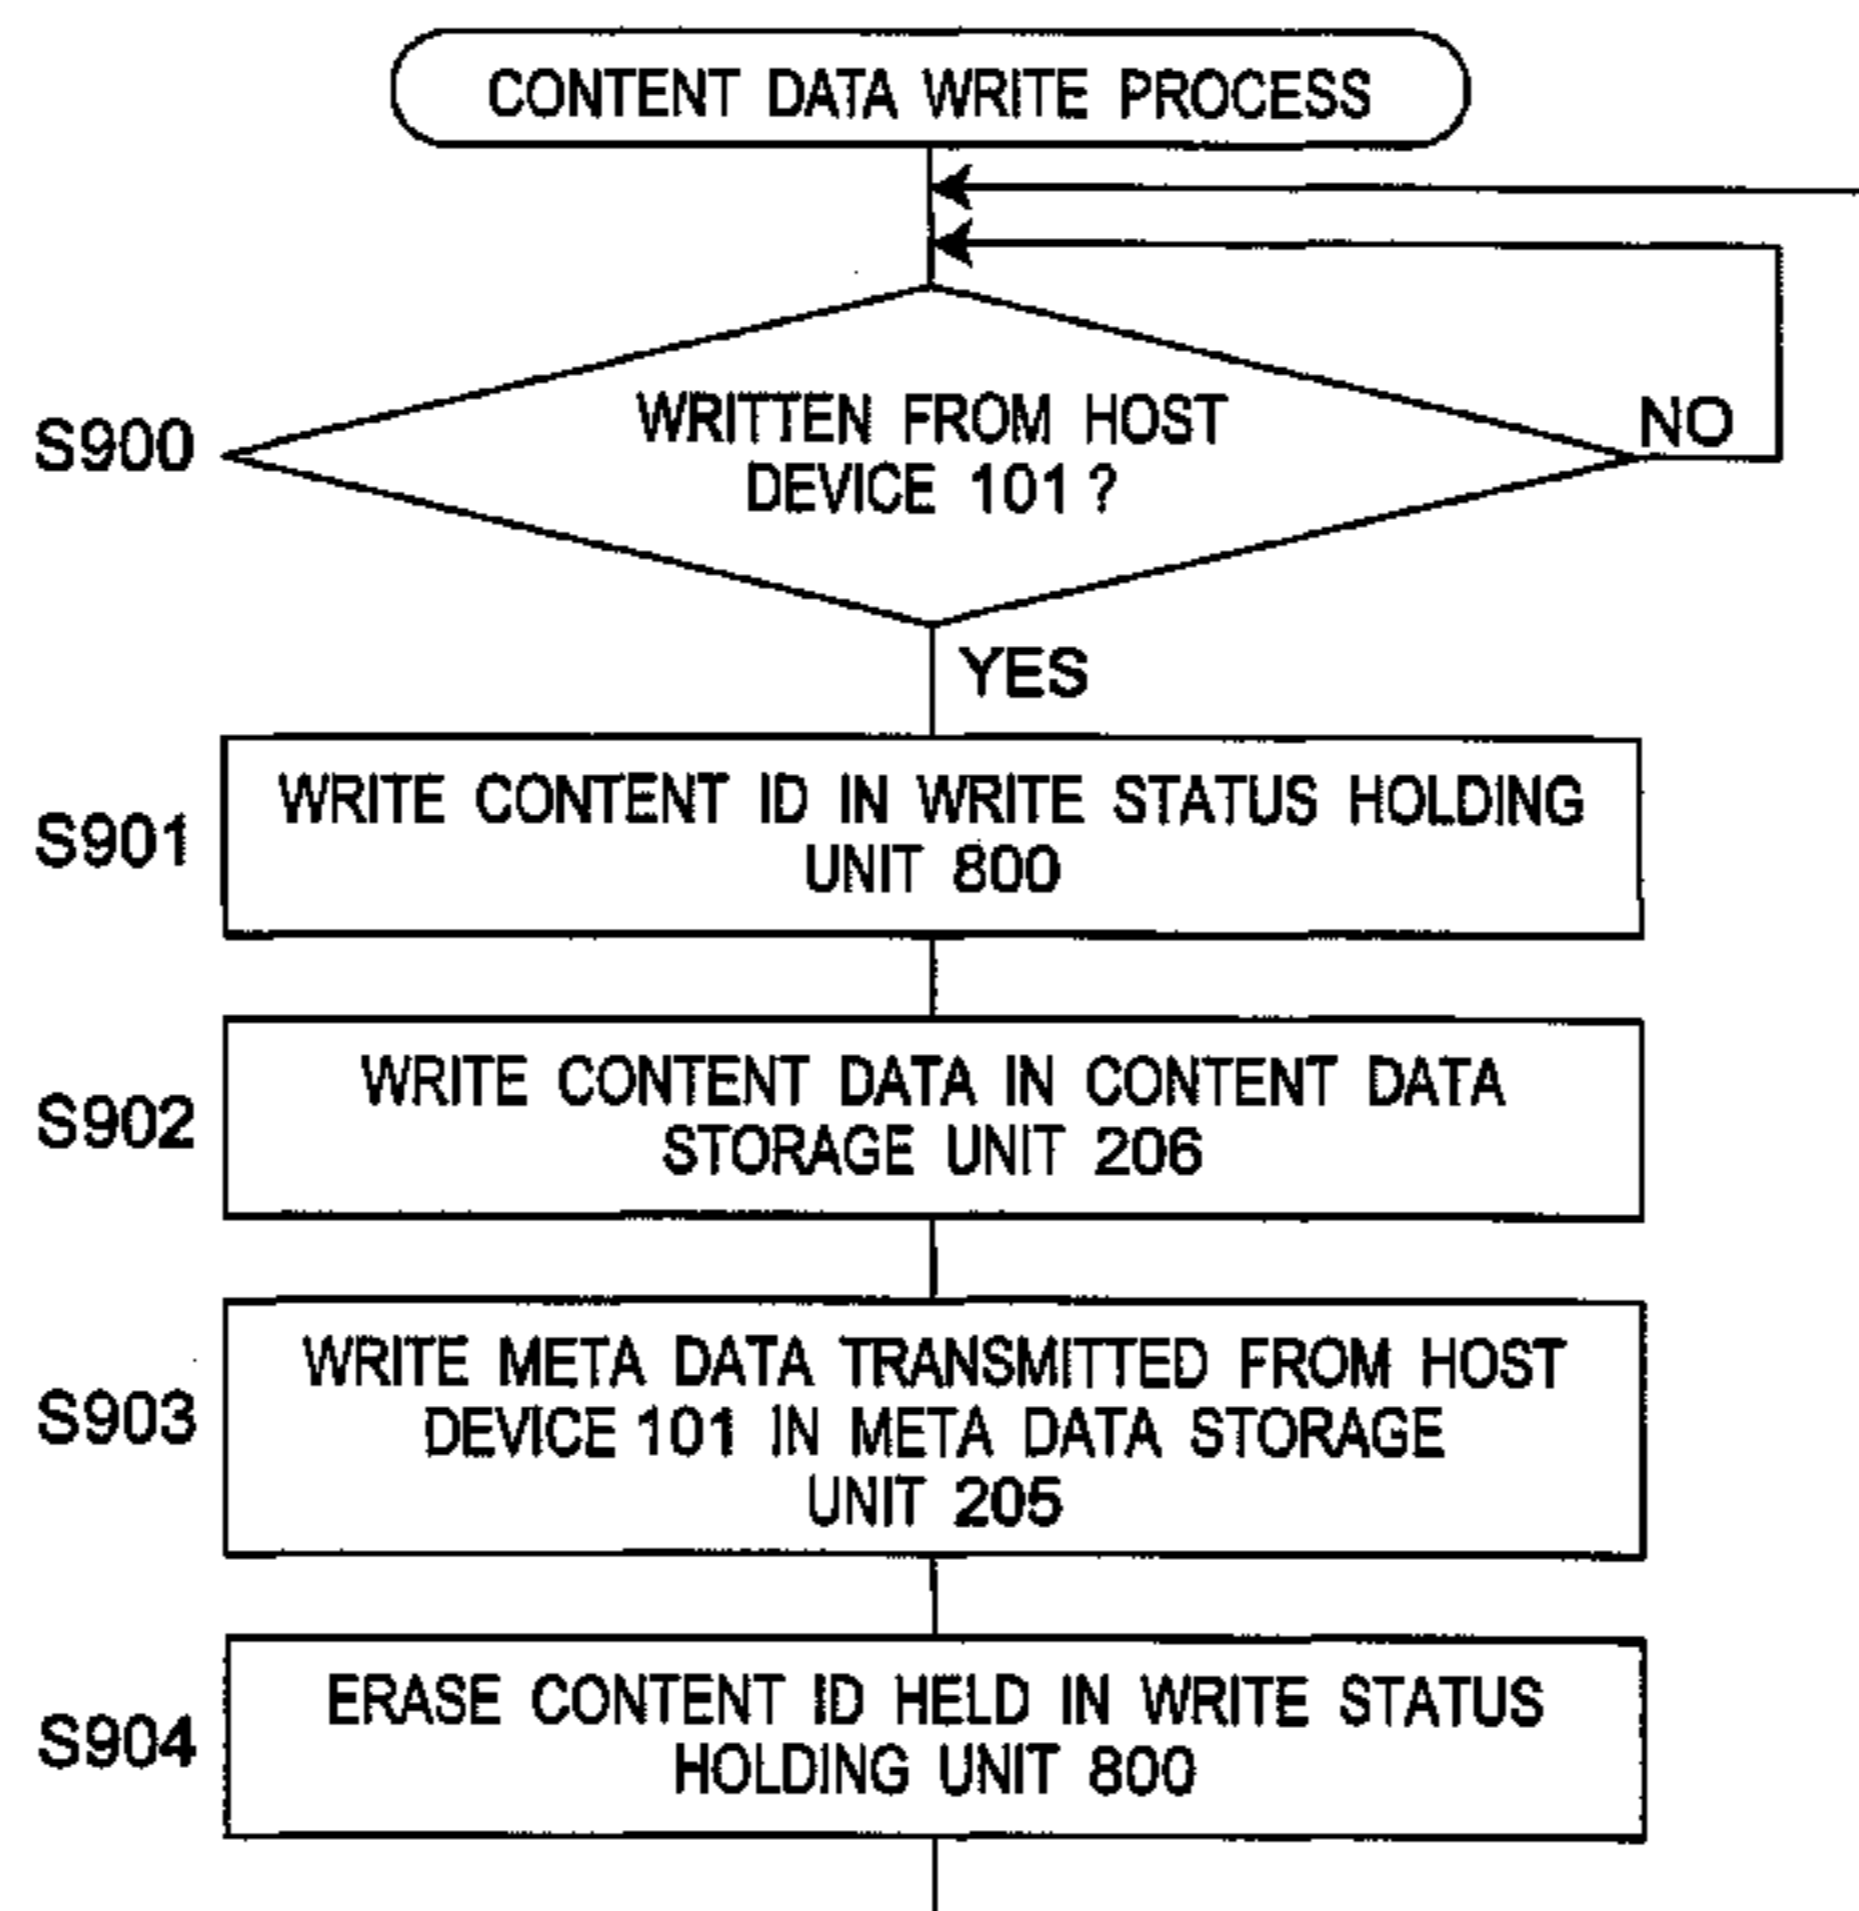 CONTENT DATA WRITE PROCESS
S900
WRITTEN FROM HOST
DEVICE 101?
NO
YES
S901
WRITE CONTENT ID IN WRITE STATUS HOLDING
UNIT 800
S902
WRITE CONTENT DATA IN CONTENT DATA
STORAGE UNIT 206
S903
WRITE META DATA TRANSMITTED FROM HOST
DEVICE 101 IN META DATA STORAGE
UNIT 205
S904
ERASE CONTENT ID HELD IN WRITE STATUS
HOLDING UNIT 800